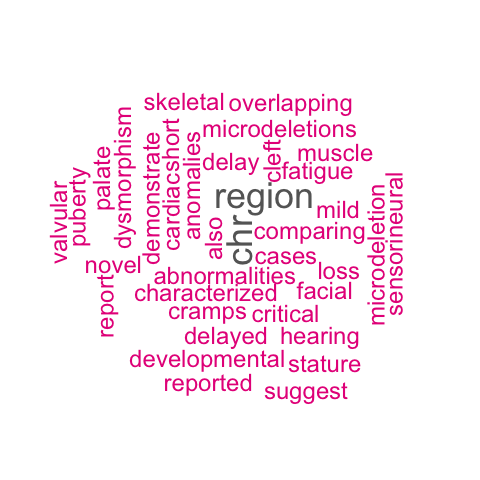 skeletal
overlapping
microdeletions
cleft
muscle
delay
fatigue
short
cardiac
anomalies
demonstrate
dysmorphism
palate
puberty
valvular
region
mild
also
chr
comparing
microdeletion
sensorineural
cases
novel
abnormalities
loss
characterized
facial
report
cramps
critical
delayed
hearing
developmental
stature
reported
suggest